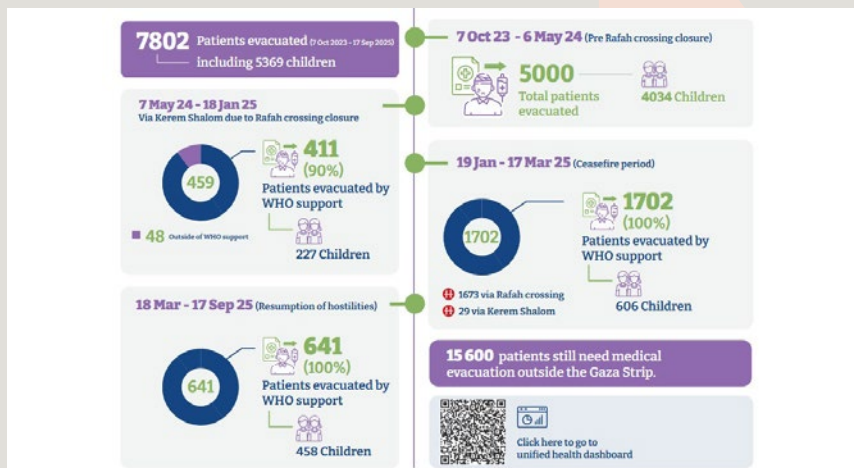 7802 Patients evacuated (7 Oct 2023 - 17 Sep 2025)
including 5369 children
7 Oct 23 - 6 May 24 (Pre Rafah crossing closure)
5000
Total patients
evacuated
4034 Children
7 May 24 - 18 Jan 25
Via Kerem Shalom due to Rafah crossing closure
459
411
(90%)
Patients evacuated by
WHO support
48 Outside of WHO support
227 Children
19 Jan - 17 Mar 25 (Ceasefire period)
1702
1702
(100%)
Patients evacuated by
WHO support
1673 via Rafah crossing
29 via Kerem Shalom
606 Children
18 Mar - 17 Sep 25 (Resumption of hostilities)
641
641
(100%)
Patients evacuated by
WHO support
458 Children
15 600 patients still need medical
evacuation outside the Gaza Strip.
Click here to go to
unified health dashboard